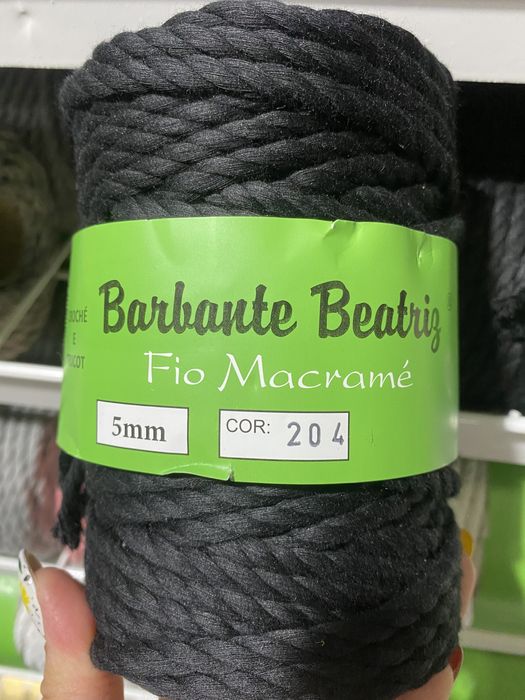 Barbante Beatriz
Fio Macramé
E
5mm
COR: 204